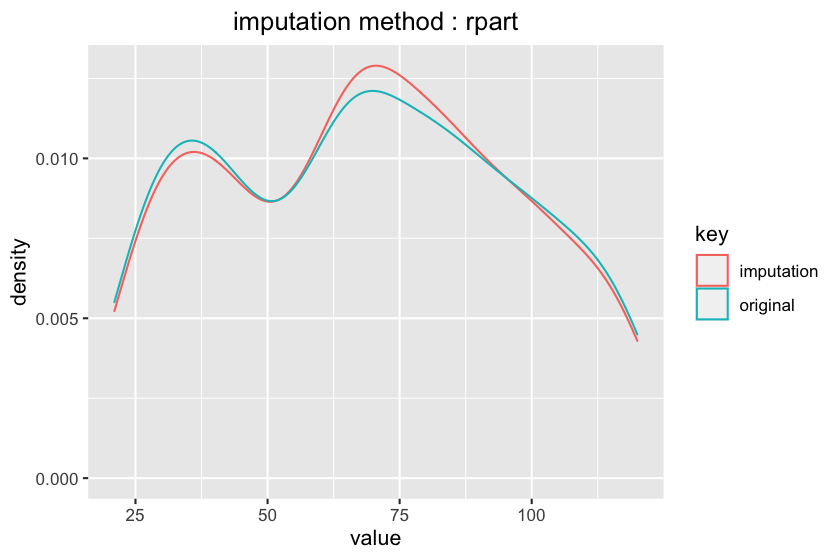 imputation method : rpart
density
0.010
0.005
0.000
25 50 75 100
value
key
imputation
original